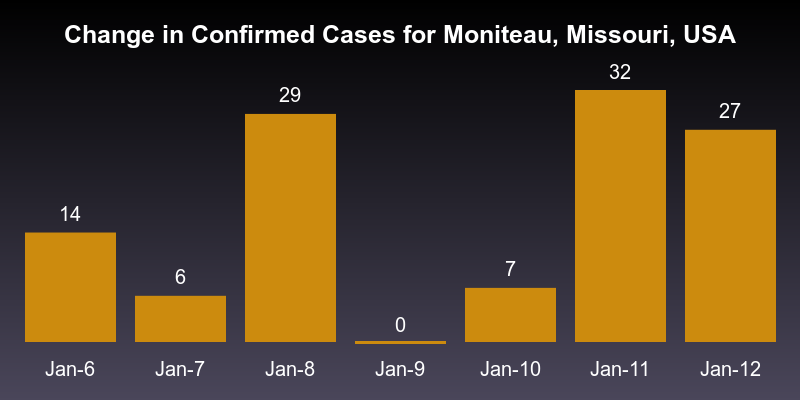 Change in Confirmed Cases for Moniteau, Missouri, USA
14
6
29
0
7
32
27
Jan-6
Jan-7
Jan-8
Jan-9
Jan-10
Jan-11
Jan-12